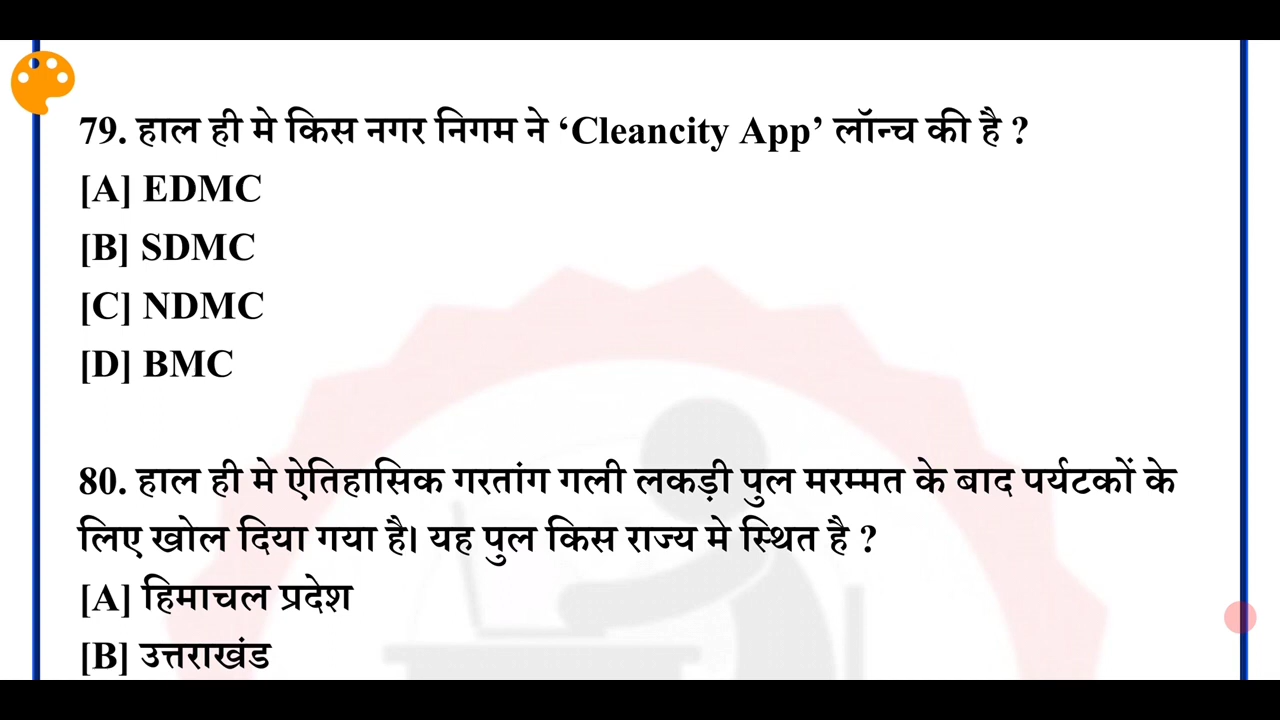 79. हाल ही मे किस नगर निगम ने ‘Cleancity App’ लॉन्च की है ?
[A] EDMC
[B] SDMC
[C] NDMC
[D] BMC
80. हाल ही मे ऐतिहासिक गरतांग गली लकड़ी पुल मरम्मत के बाद पर्यटकों के
लिए खोल दिया गया है। यह पुल किस राज्य मे स्थित है ?
[A] हिमाचल प्रदेश
[B] उत्तराखंड